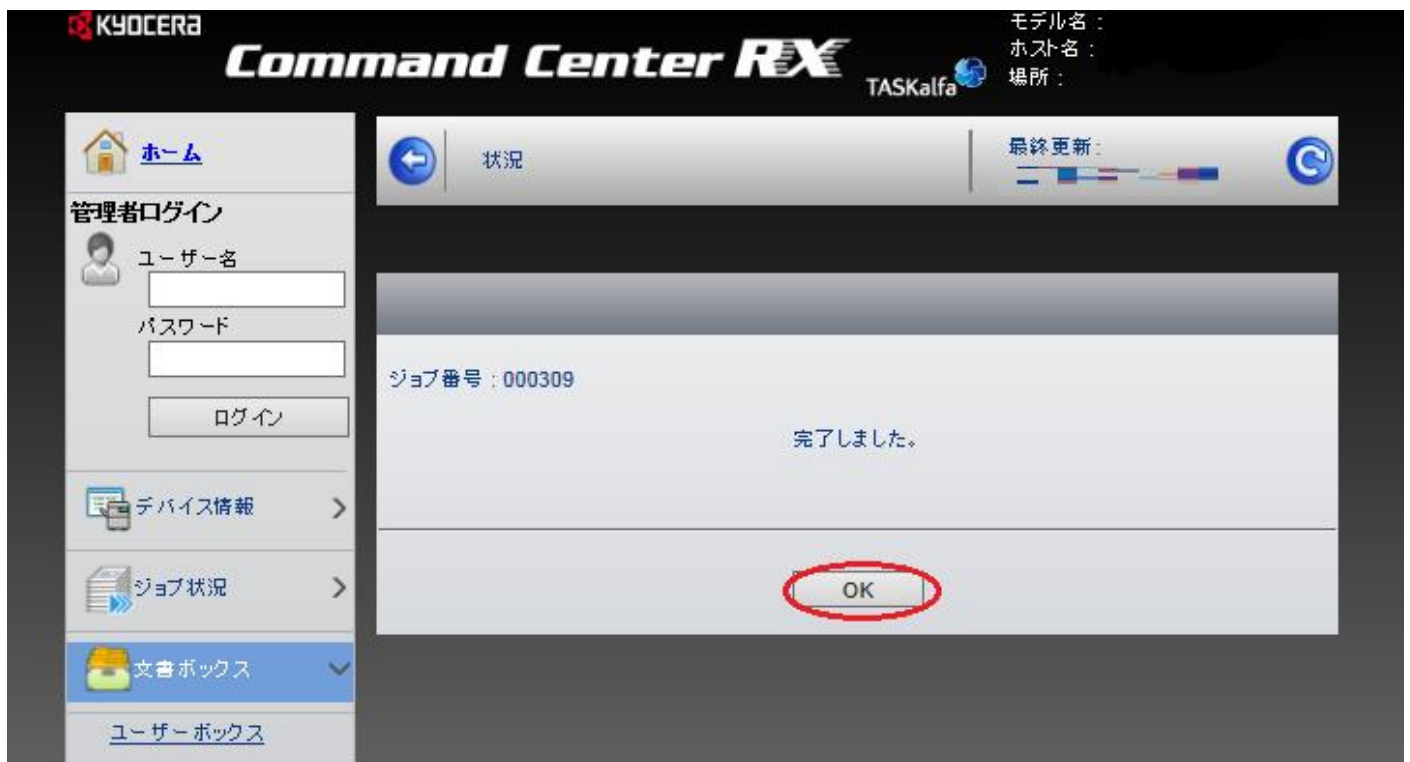 KYOCERA
Command Center RX
TASKalfa
モデル名 :
ホスト名 :
場所 :
ホーム
管理者ログイン
ユーザー名
パスワード
ログイン
デバイス情報
ジョブ状況
文書ボックス
ユーザーボックス
状況
最終更新:
ジョブ番号 : 000309
完了しました。
OK